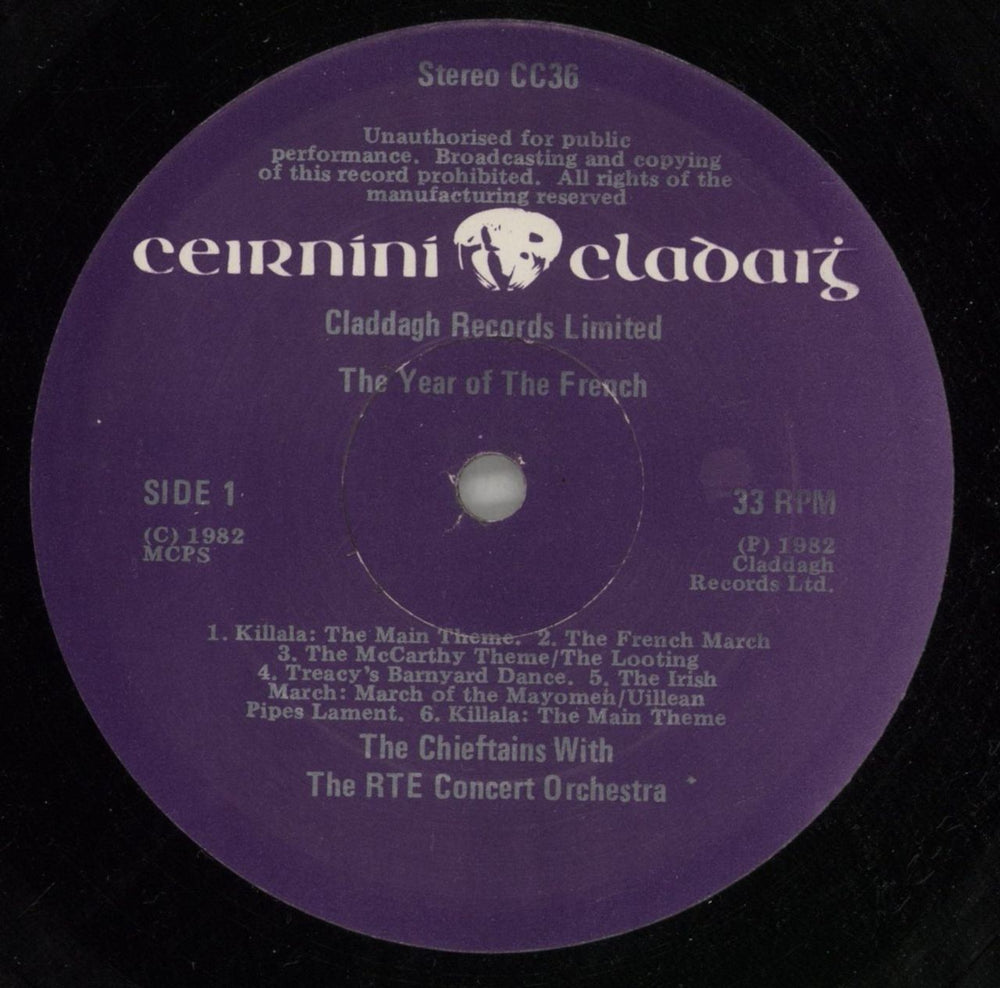 Stereo CC36
Unauthorised for public
performance. Broadcasting and copying
of this record prohibited. All rights of the
manufacturing reserved
ceirníní cladaiġ
Claddagh Records Limited
The Year of The French
SIDE 1
33 RPM
(C) 1982
MCPS
(P) 1982
Claddagh
Records Ltd.
1. Killala: The Main Theme. 2. The French March
3. The McCarthy Theme/The Looting
4. Treacy's Barnyard Dance. 5. The Irish
March: March of the Mayomen/Uillean
Pipes Lament. 6. Killala: The Main Theme
The Chieftains With
The RTE Concert Orchestra